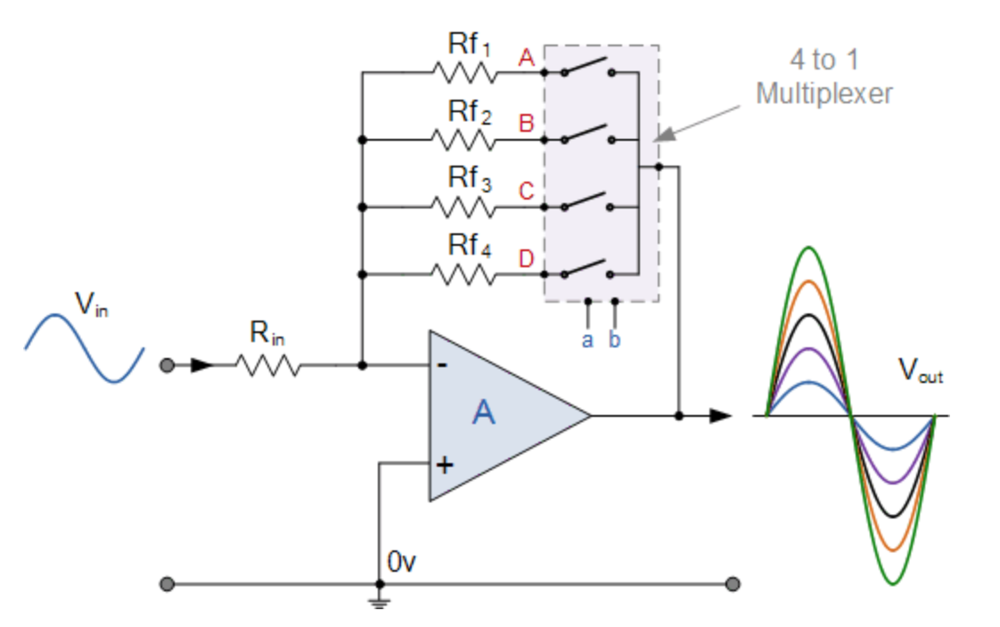 Rf1
A
4 to 1
Multiplexer
Rf2
B
Rf3
C
Rf4
D
Vin
a b
Rin
-
A
Vout
+
0v